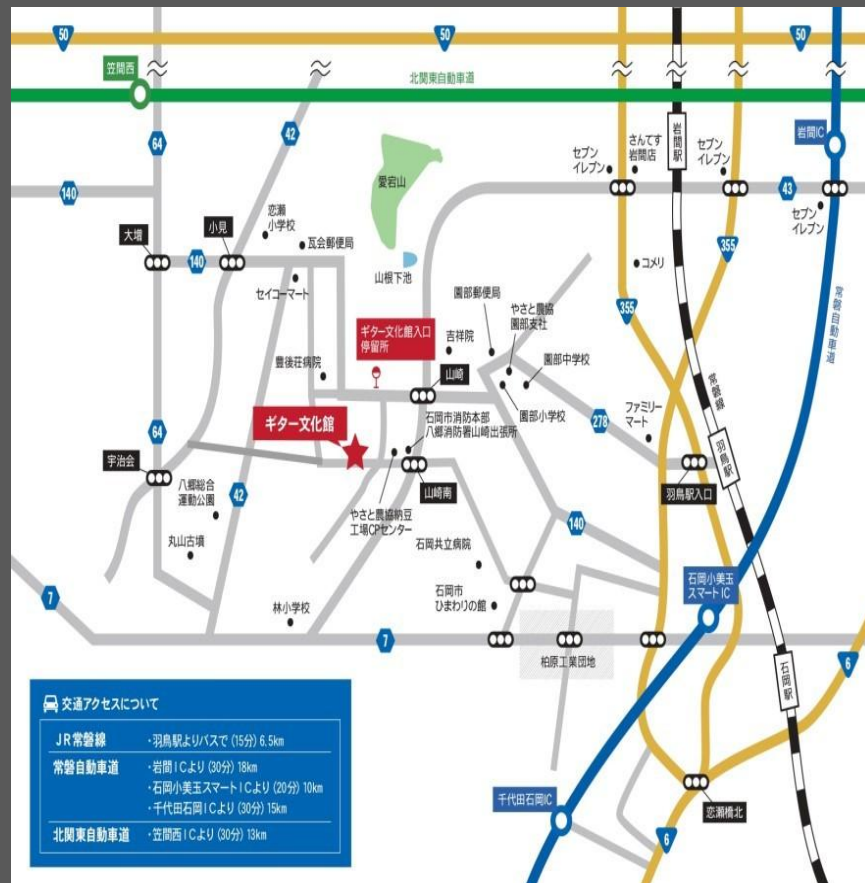 50
50
50
笠間西
北関東自動車道
64
42
岩間駅
岩間IC
愛宕山
セブン
イレブン
さんてす
岩間店
セブン
イレブン
140
43
セブン
イレブン
大増
小見
恋瀬
小学校
瓦会郵便局
140
セイコーマート
山根下池
355
コメリ
常磐自動車道
園部郵便局
やさと農協
園部支社
355
ギター文化館入口
停留所
吉祥院
園部中学校
豊後荘病院
山崎
園部小学校
常磐線
ギター文化館
石岡市消防本部
八郷消防署山崎出張所
278
ファミリー
マート
羽鳥駅
64
宇治会
八郷総合
運動公園
42
山崎南
羽鳥駅入口
やさと農協納豆
工場CPセンター
140
丸山古墳
石岡共立病院
石岡小美玉
スマートIC
7
林小学校
石岡市
ひまわりの館
7
柏原工業団地
6
石岡駅
交通アクセスについて
JR常磐線 ・羽鳥駅よりバスで (15分) 6.5km
常磐自動車道 ・岩間ICより (30分) 18km
・石岡小美玉スマートICより (20分) 10km
・千代田石岡ICより (30分) 15km
北関東自動車道 ・笠間西ICより (30分) 13km
千代田石岡IC
恋瀬橋北
6